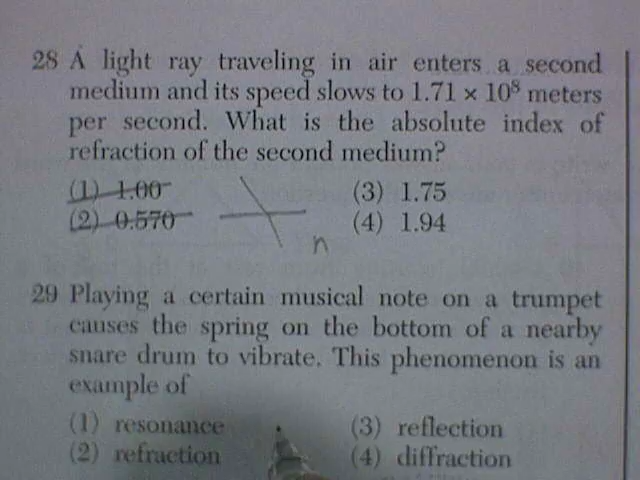 28 A light ray traveling in air enters a second
medium and its speed slows to 1.71 × 10⁸ meters
per second. What is the absolute index of
refraction of the second medium?
(1) 1.00 (3) 1.75
(2) 0.570 (4) 1.94
n
29 Playing a certain musical note on a trumpet
causes the spring on the bottom of a nearby
snare drum to vibrate. This phenomenon is an
example of
(1) resonance (3) reflection
(2) refraction (4) diffraction